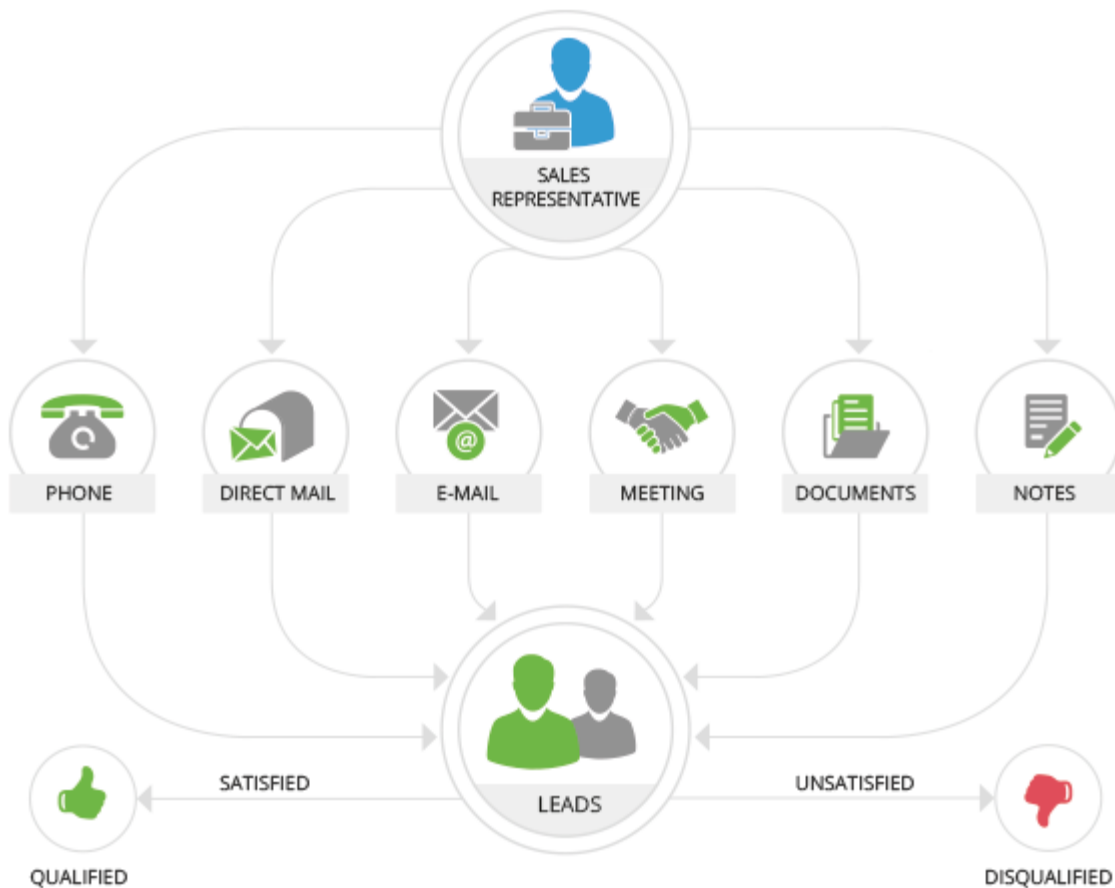 SALES
REPRESENTATIVE
PHONE
DIRECT MAIL
E-MAIL
@
MEETING
DOCUMENTS
NOTES
SATISFIED
UNSATISFIED
LEADS
QUALIFIED
DISQUALIFIED